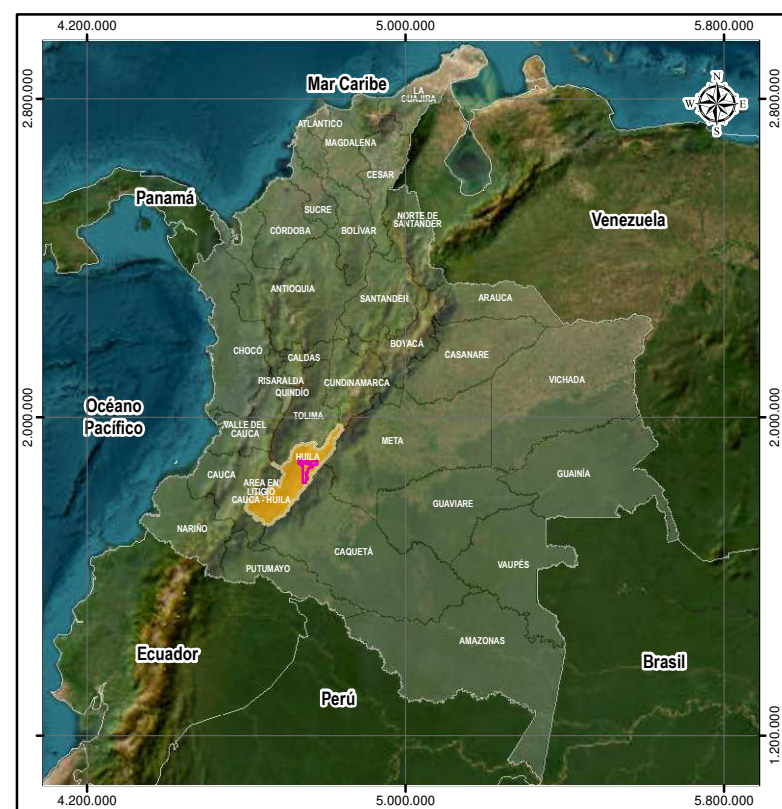 4.200.000
5.000.000
5.800.000
2.800.000
2.800.000
Mar Caribe
LA
GUAJIRA
N
W
E
S
ATLÁNTICO
MAGDALENA
CESAR
Panamá
SUCRE
NORTE DE
SANTANDER
Venezuela
CÓRDOBA
BOLÍVAR
ANTIOQUIA
SANTANDER
ARAUCA
BOYACÁ
CHOCÓ
CALDAS
CASANARE
RISARALDA
CUNDINAMARCA
VICHADA
QUINDÍO
Océano
Pacífico
TOLIMA
2.000.000
2.000.000
VALLE DEL
CAUCA
META
HUILA
CAUCA
GUAINÍA
AREA EN
LITIGIO
CAUCA - HUILA
GUAVIARE
NARIÑO
CAQUETÁ
PUTUMAYO
VAUPÉS
AMAZONAS
Ecuador
Perú
Brasil
1.200.000
1.200.000
4.200.000
5.000.000
5.800.000